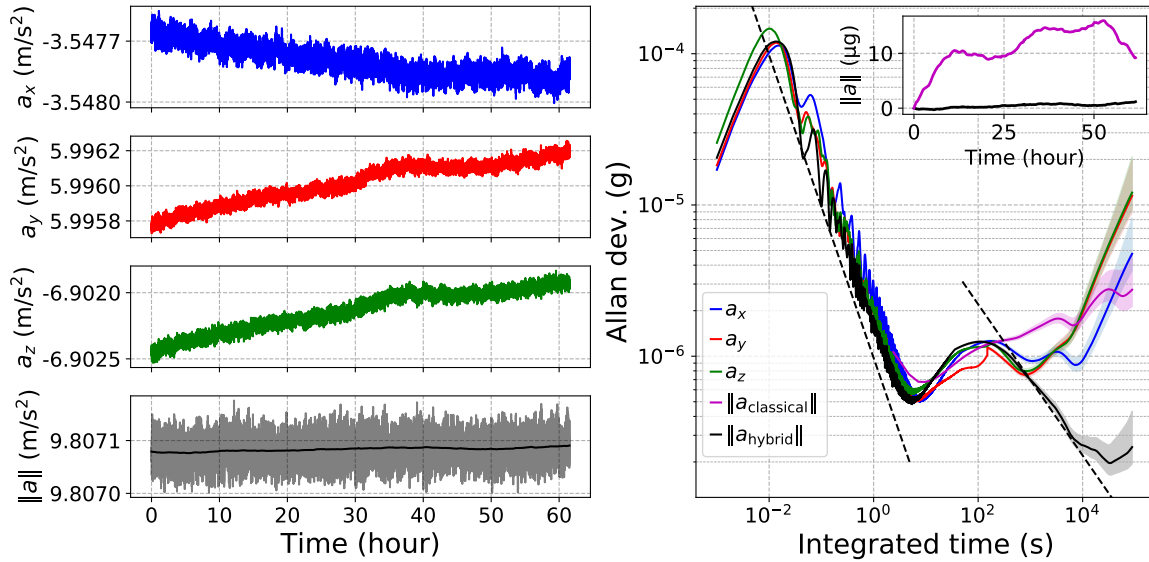 a_x (m/s²)
-3.5477
-3.5480
a_y (m/s²)
5.9962
5.9960
5.9958
a_z (m/s²)
-6.9020
-6.9025
‖a‖ (m/s²)
9.8071
9.8070
0 10 20 30 40 50 60
Time (hour)
Allan dev. (g)
10⁻⁴
10⁻⁵
10⁻⁶
‖a‖ (μg)
10
0
0 25 50
Time (hour)
a_x
a_y
a_z
‖a_classical‖
‖a_hybrid‖
10⁻² 10⁰ 10² 10⁴
Integrated time (s)